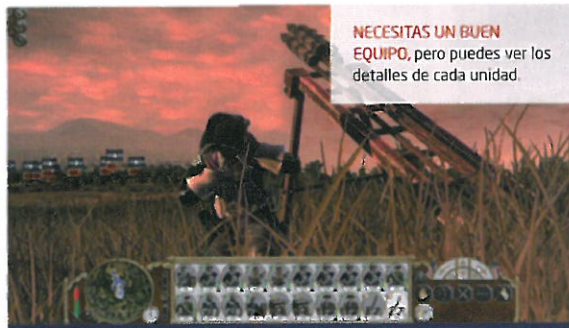 NECESITAS UN BUEN
EQUIPO, pero puedes ver los
detalles de cada unidad.